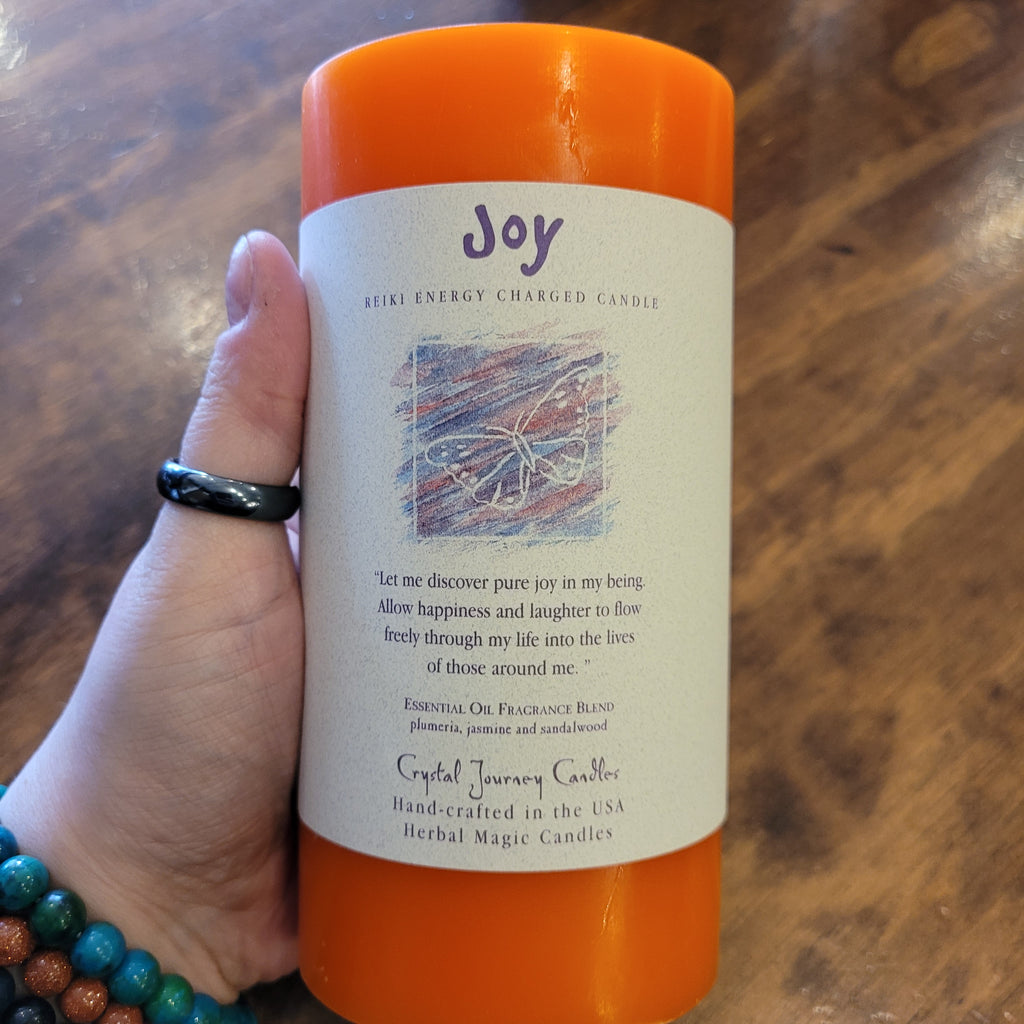 Joy
REIKI ENERGY CHARGED CANDLE
"Let me discover pure joy in my being.
Allow happiness and laughter to flow
freely through my life into the lives
of those around me. "
ESSENTIAL OIL FRAGRANCE BLEND
plumeria, jasmine and sandalwood
Crystal Journey Candles
Hand-crafted in the USA
Herbal Magic Candles